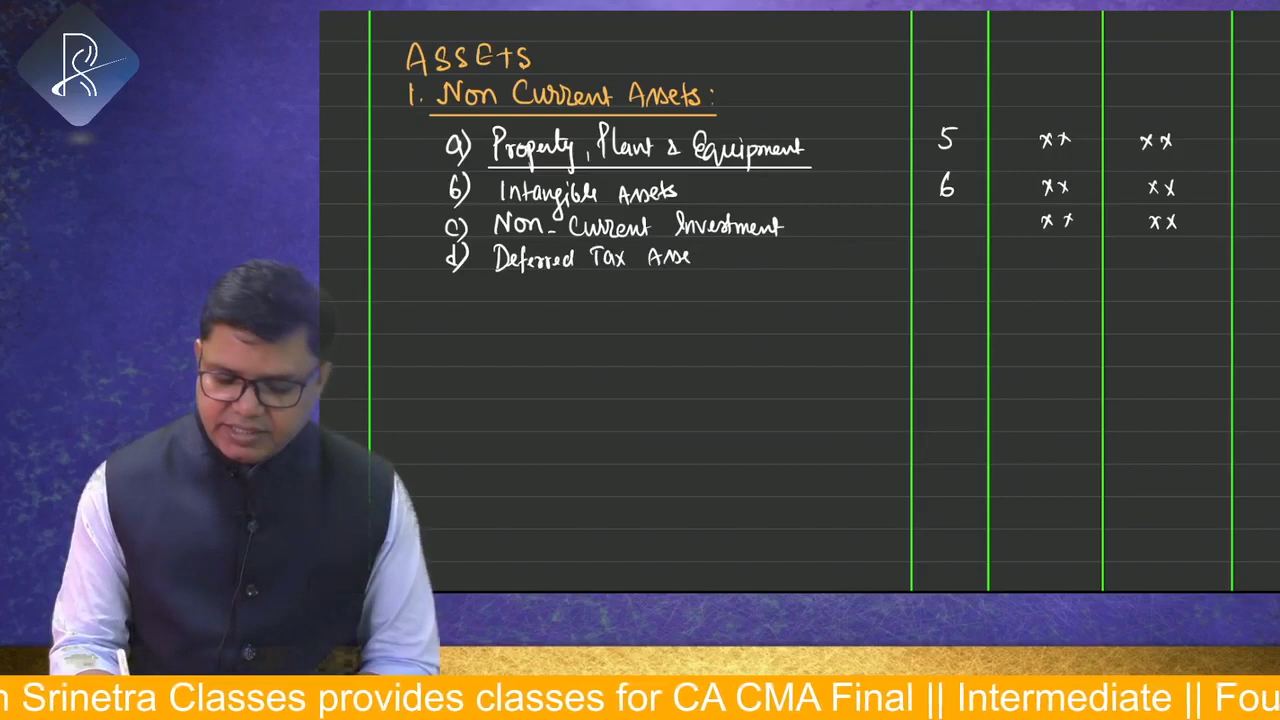 ASSETS
1. Non Current Assets:
a) Property, Plant & Equipment 5 xx xx
b) Intangible Assets 6 xx xx
c) Non-Current Investment xx xx
d) Deferred Tax Asse
n Srinetra Classes provides classes for CA CMA Final || Intermediate || Fou